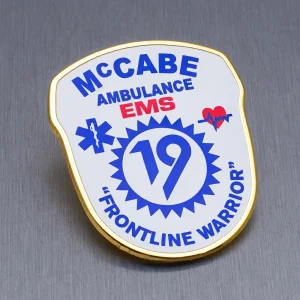 McCABE
AMBULANCE
EMS
19
"FRONTLINE WARRIOR"